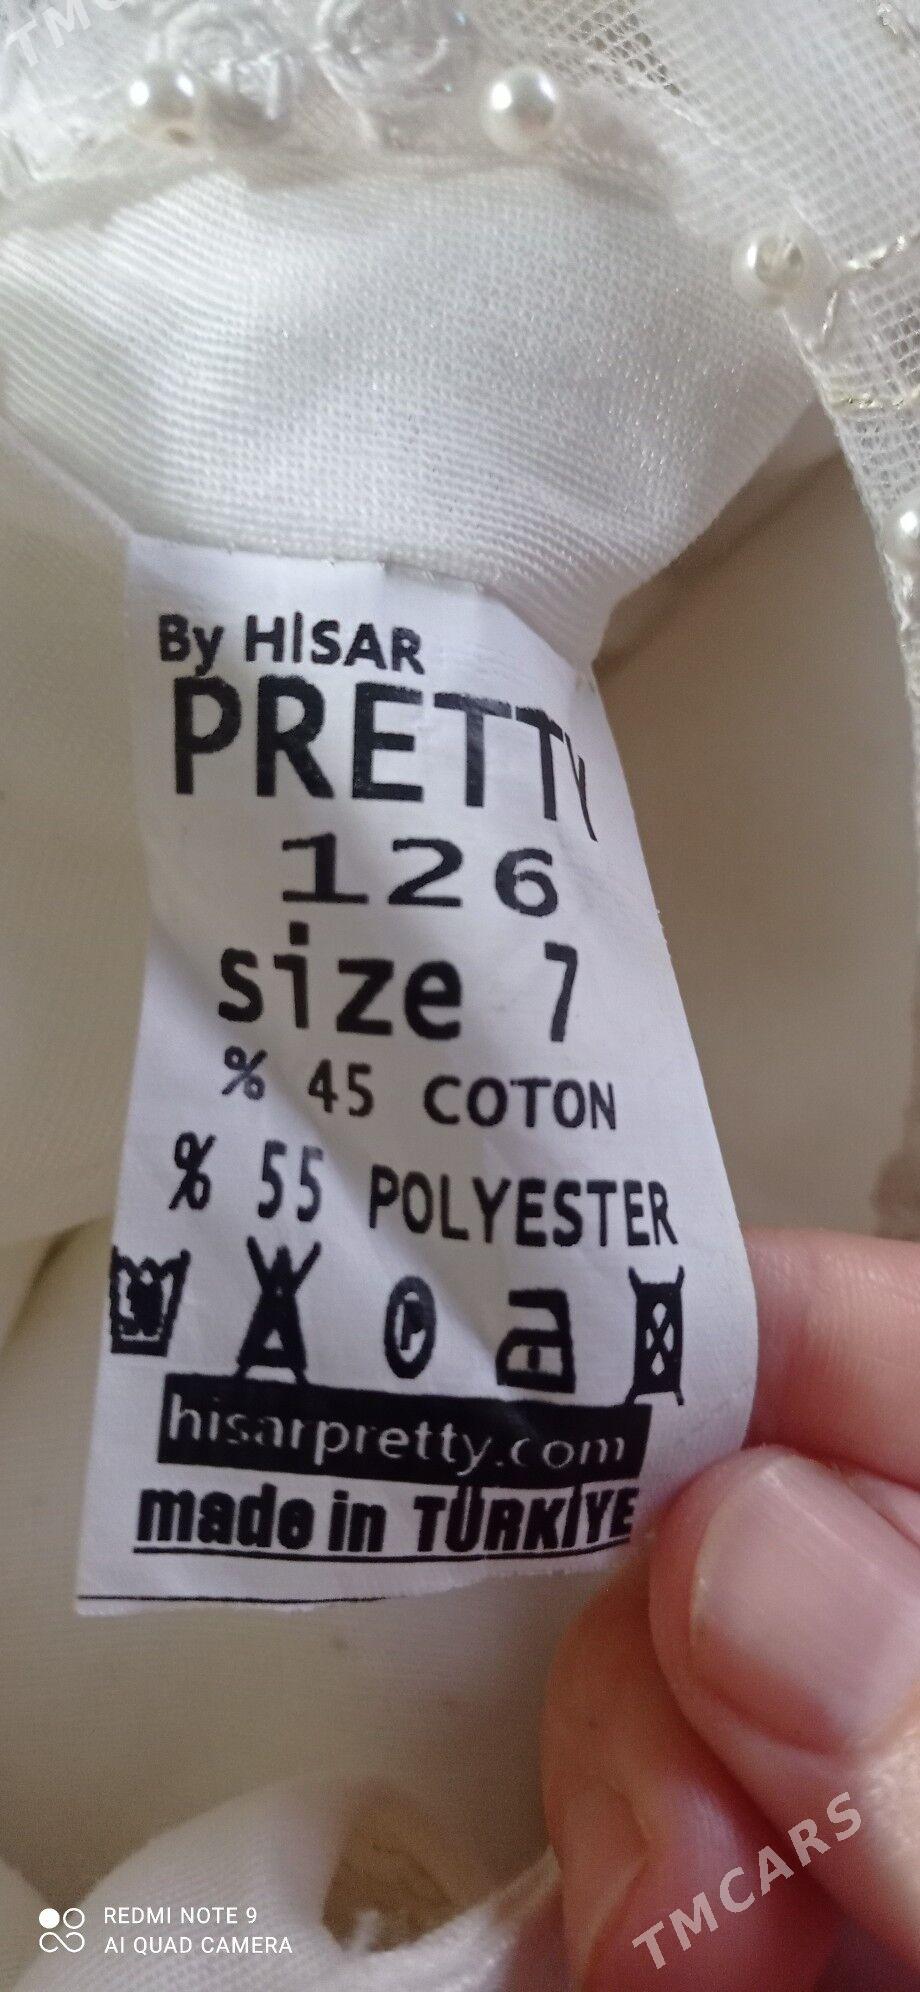 By HİSAR
PRETTY
126
size 7
% 45 COTON
% 55 POLYESTER
P
hisarpretty.com
made in TÜRKİYE
TMCARS
REDMI NOTE 9
AI QUAD CAMERA